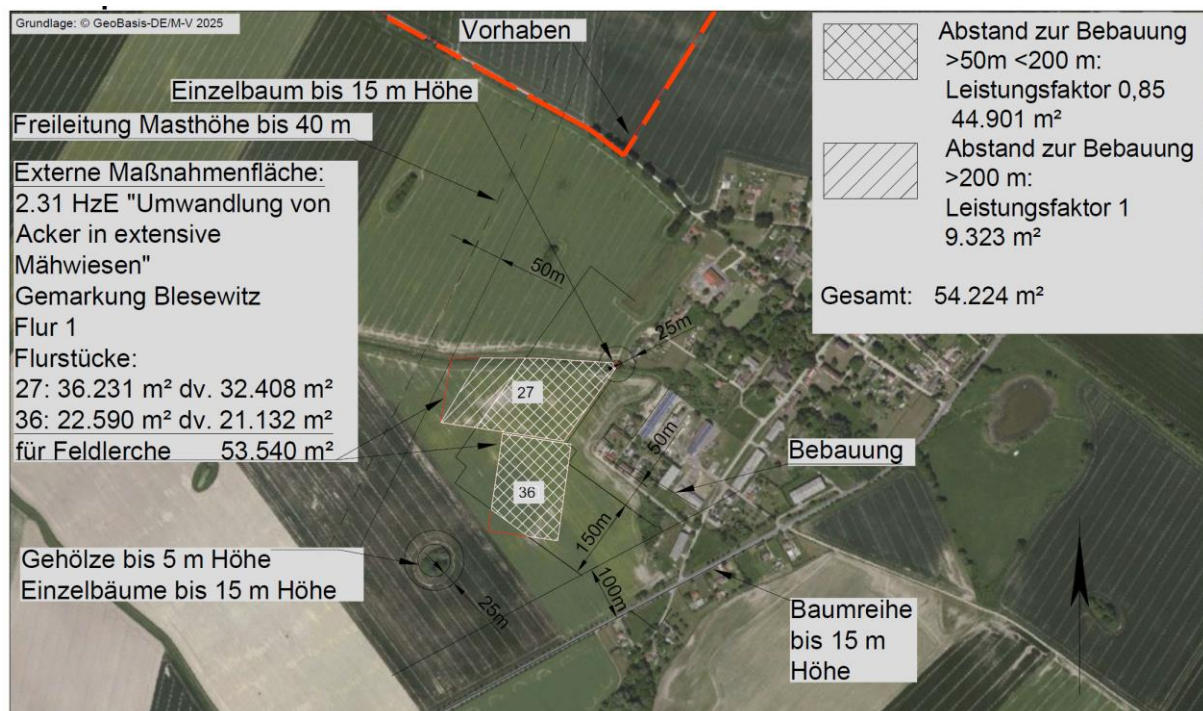 Grundlage: © GeoBasis-DE/M-V 2025
Vorhaben
Einzelbaum bis 15 m Höhe
Freileitung Masthöhe bis 40 m
Externe Maßnahmenfläche:
2.31 HzE "Umwandlung von
Acker in extensive
Mähwiesen"
Gemarkung Blesewitz
Flur 1
Flurstücke:
27: 36.231 m² dv. 32.408 m²
36: 22.590 m² dv. 21.132 m²
für Feldlerche 53.540 m²
Gehölze bis 5 m Höhe
Einzelbäume bis 15 m Höhe
50m
25m
27
36
50m
150m
100m
25m
Bebauung
Baumreihe
bis 15 m
Höhe
Abstand zur Bebauung
>50m <200 m:
Leistungsfaktor 0,85
44.901 m²
Abstand zur Bebauung
>200 m:
Leistungsfaktor 1
9.323 m²
Gesamt: 54.224 m²